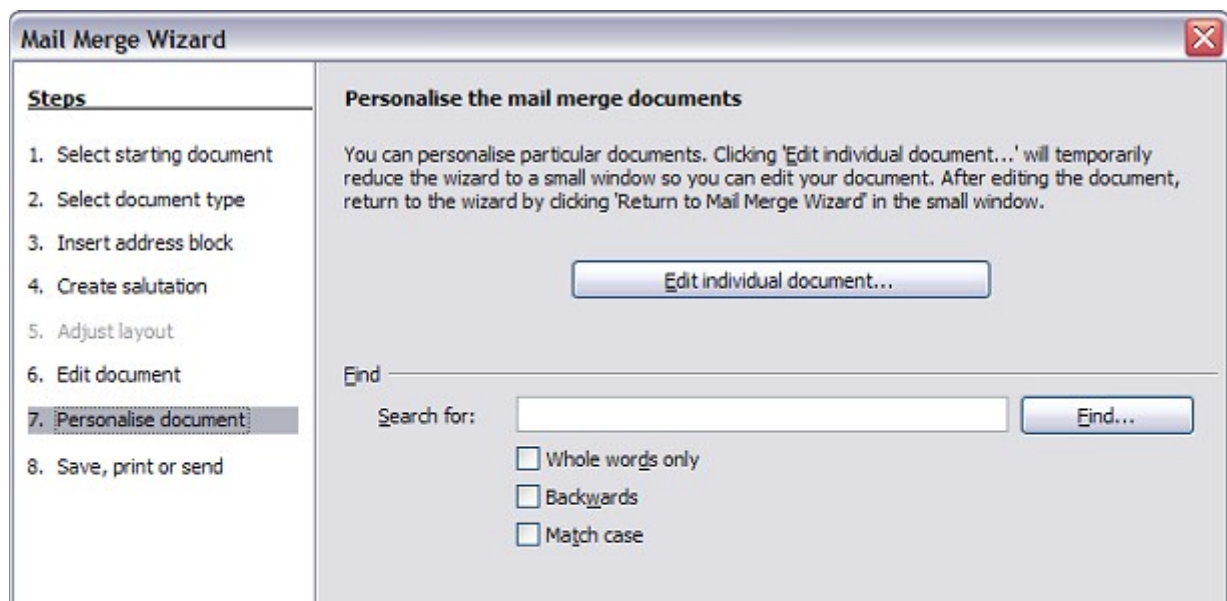 Mail Merge Wizard
Steps
1. Select starting document
2. Select document type
3. Insert address block
4. Create salutation
5. Adjust layout
6. Edit document
7. Personalise document
8. Save, print or send
Personalise the mail merge documents
You can personalise particular documents. Clicking 'Edit individual document...' will temporarily
reduce the wizard to a small window so you can edit your document. After editing the document,
return to the wizard by clicking 'Return to Mail Merge Wizard' in the small window.
Edit individual document...
Find
Search for:
Find...
Whole words only
Backwards
Match case